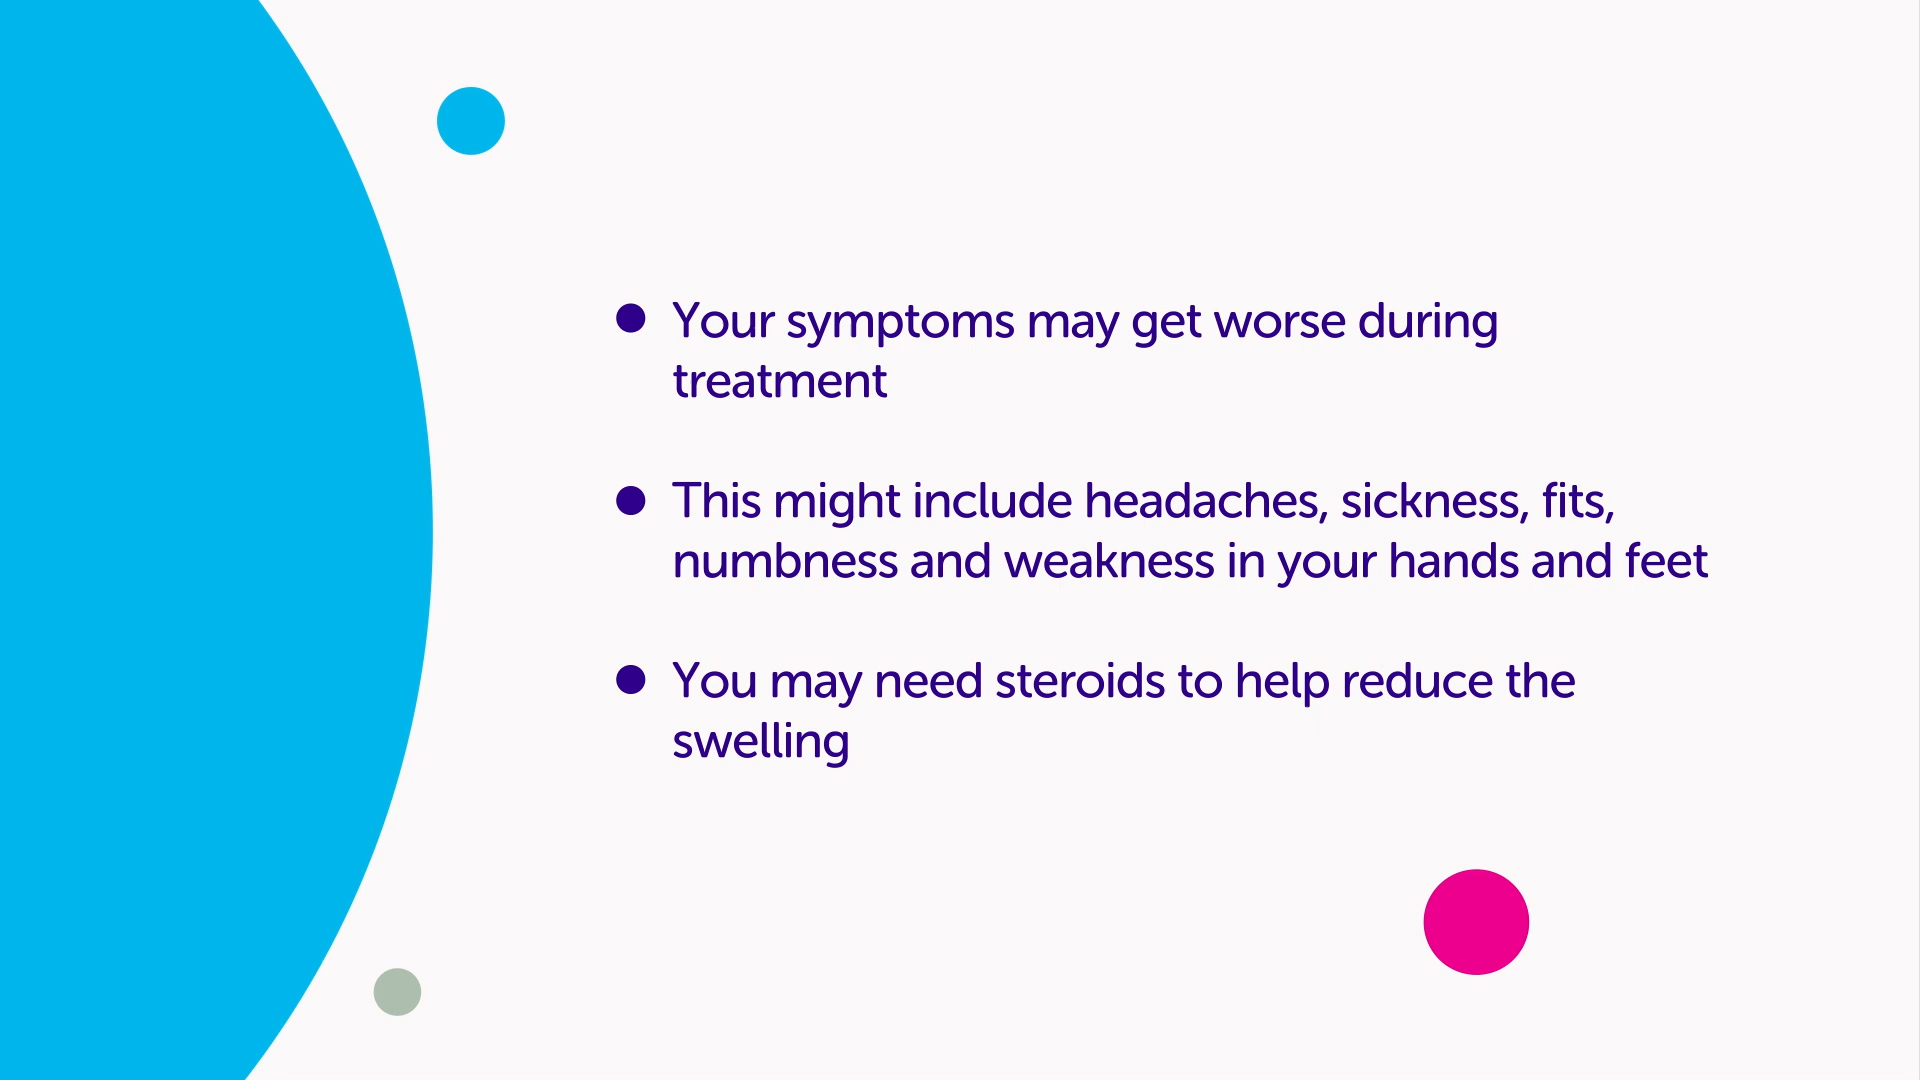 Your symptoms may get worse during
treatment
This might include headaches, sickness, fits,
numbness and weakness in your hands and feet
You may need steroids to help reduce the
swelling